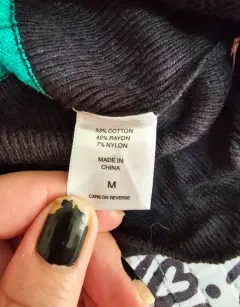 53% COTTON
40% RAYON
7% NYLON
MADE IN
CHINA
M
CARE ON REVERSE